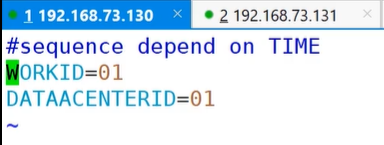 1 192.168.73.130 ×
2 192.168.73.131 ×
#sequence depend on TIME
WORKID=01
DATAACENTERID=01
~